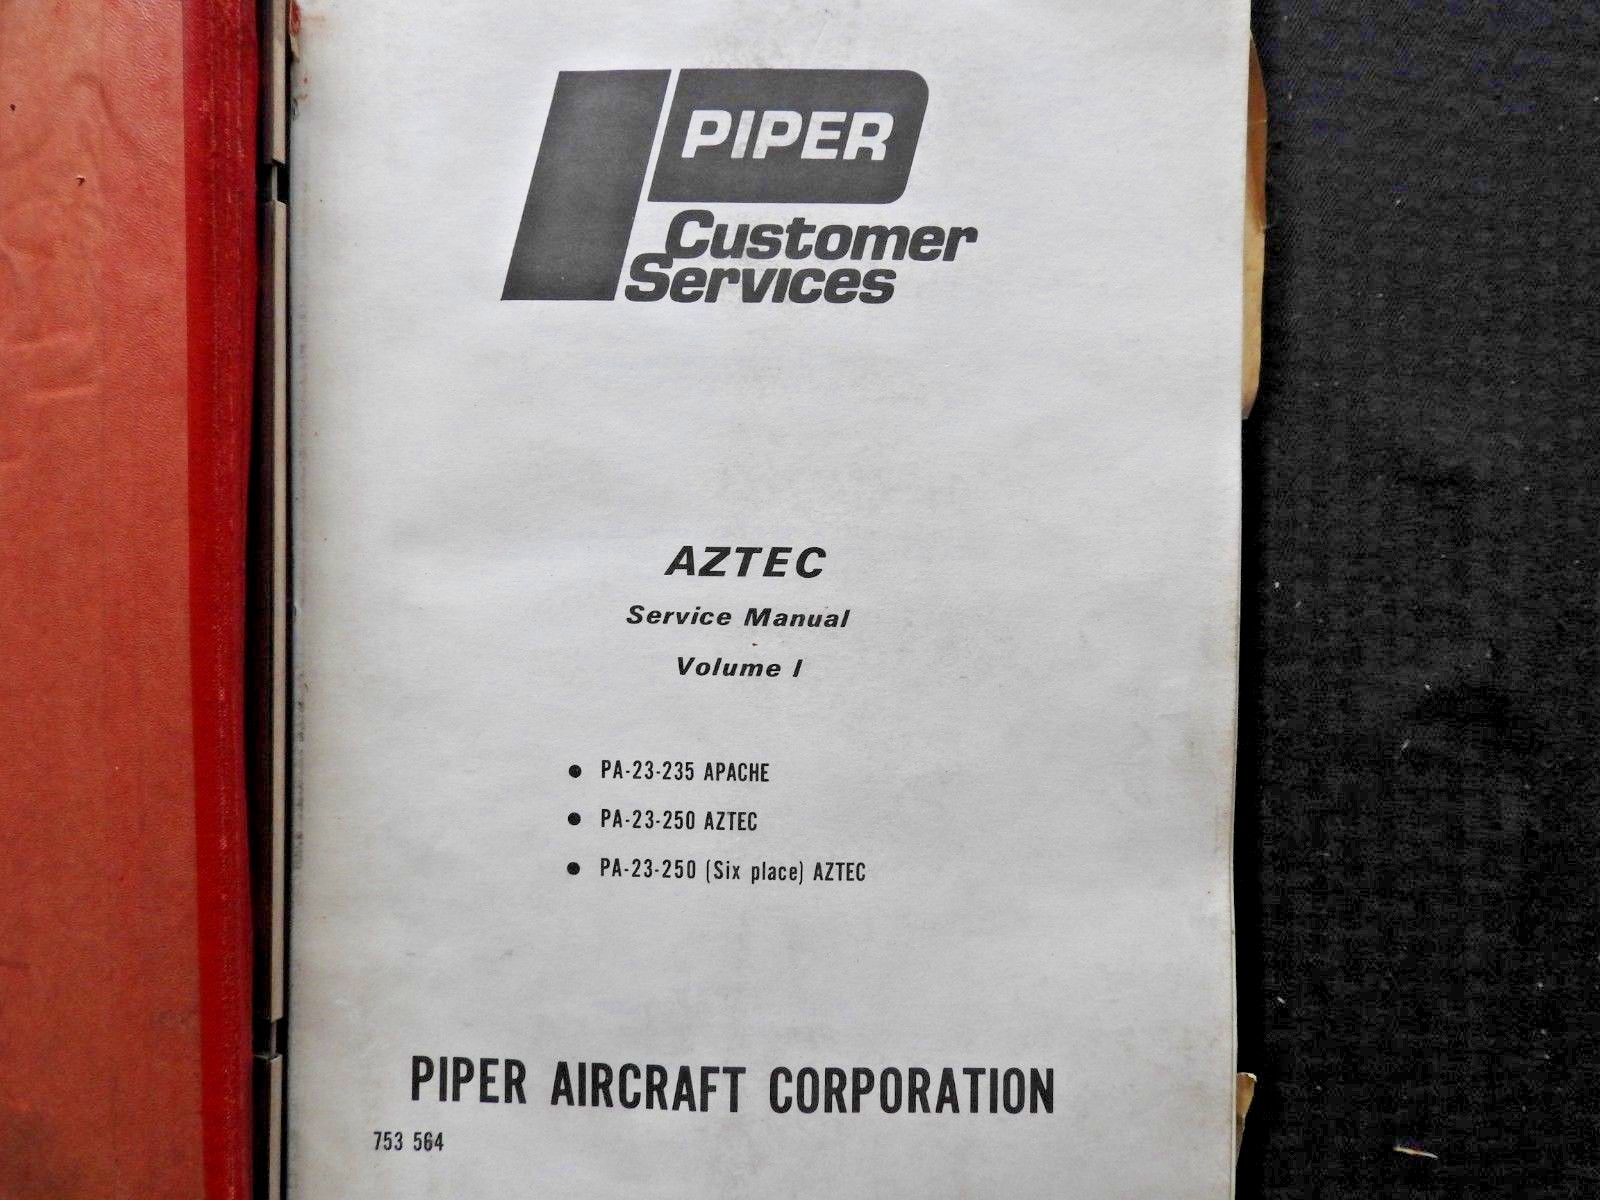 PIPER
Customer
Services
AZTEC
Service Manual
Volume I
● PA-23-235 APACHE
● PA-23-250 AZTEC
● PA-23-250 (Six place) AZTEC
PIPER AIRCRAFT CORPORATION
753 564